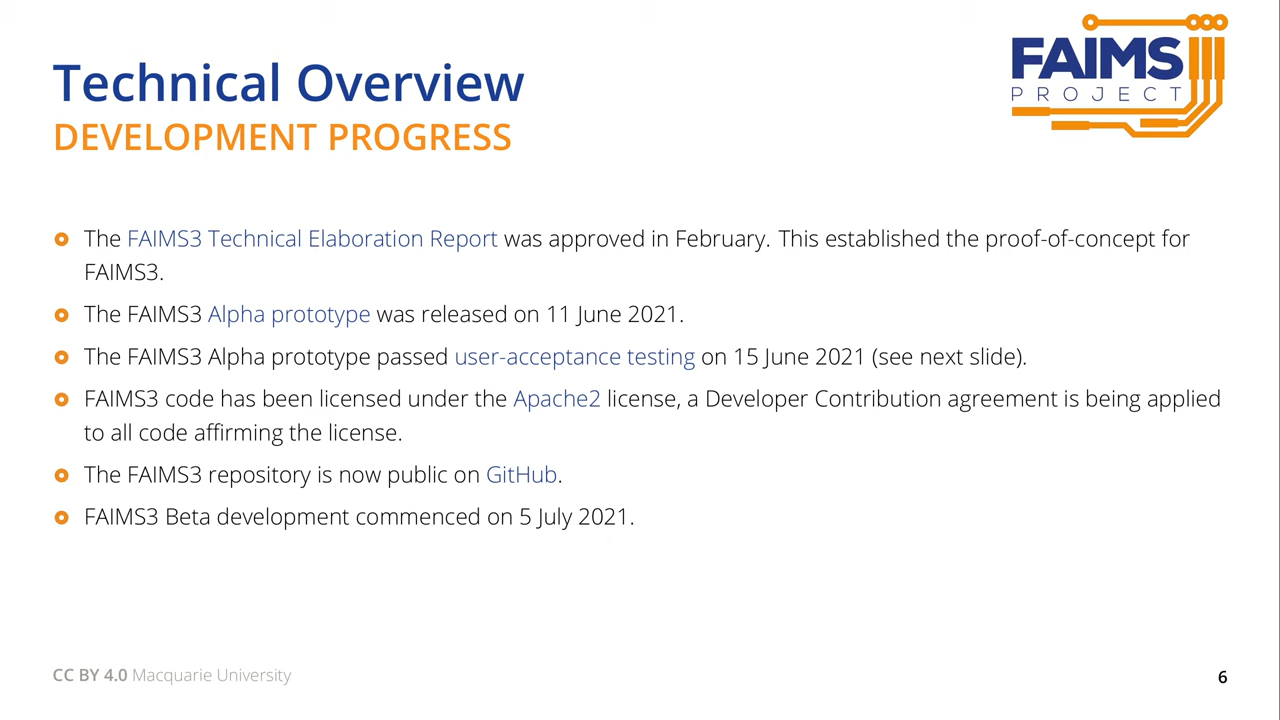 Technical Overview
DEVELOPMENT PROGRESS
FAIMS
PROJECT
The FAIMS3 Technical Elaboration Report was approved in February. This established the proof-of-concept for
FAIMS3.
The FAIMS3 Alpha prototype was released on 11 June 2021.
The FAIMS3 Alpha prototype passed user-acceptance testing on 15 June 2021 (see next slide).
FAIMS3 code has been licensed under the Apache2 license, a Developer Contribution agreement is being applied
to all code affirming the license.
The FAIMS3 repository is now public on GitHub.
FAIMS3 Beta development commenced on 5 July 2021.
CC BY 4.0 Macquarie University
6